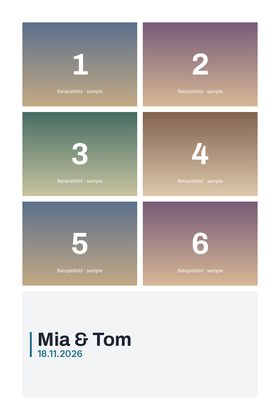 1
2
Beispielbild · sample
Beispielbild · sample
3
4
Beispielbild · sample
Beispielbild · sample
5
6
Beispielbild · sample
Beispielbild · sample
Mia & Tom
18.11.2026